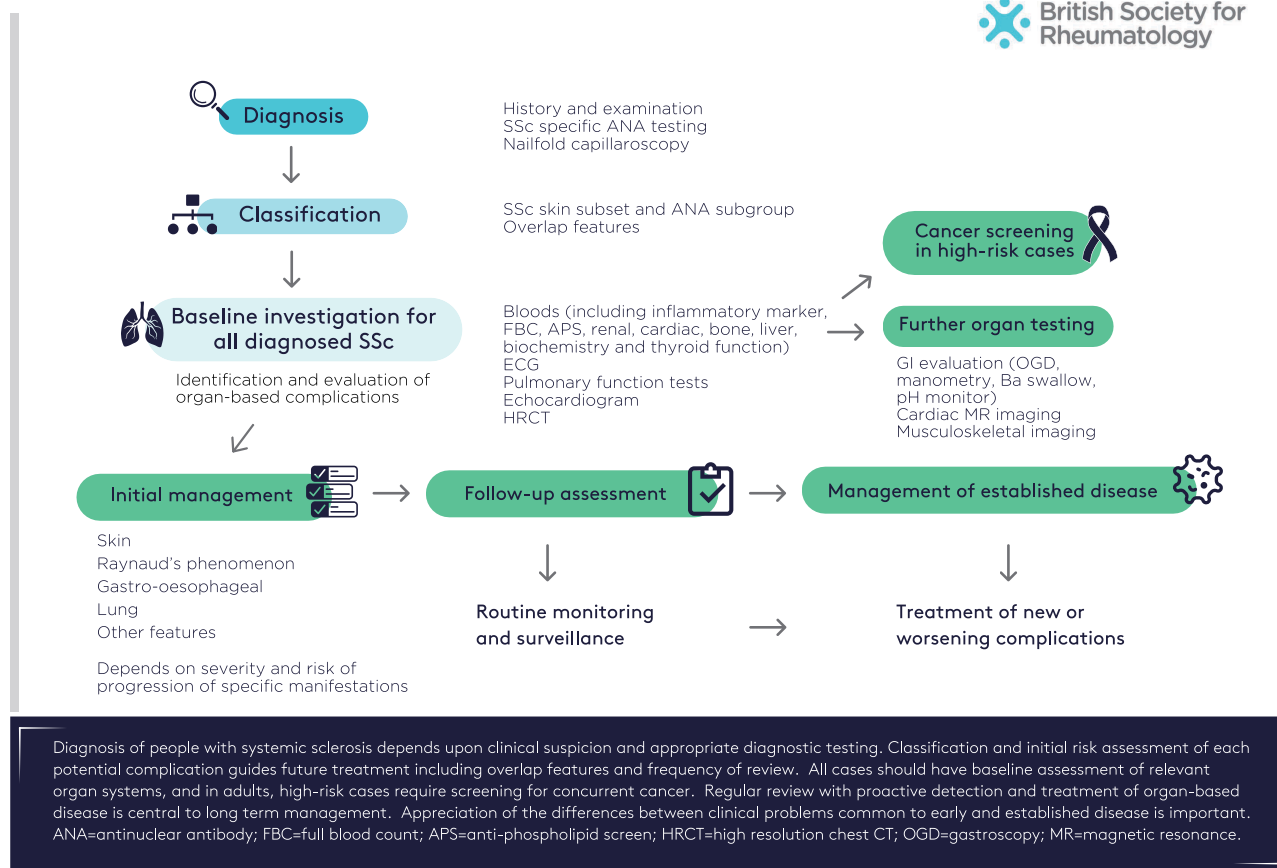 British Society for
Rheumatology
Diagnosis
History and examination
SSc specific ANA testing
Nailfold capillaroscopy
Classification
SSc skin subset and ANA subgroup
Overlap features
Cancer screening
in high-risk cases
Baseline investigation for
all diagnosed SSc
Identification and evaluation of
organ-based complications
Bloods (including inflammatory marker,
FBC, APS, renal, cardiac, bone, liver,
biochemistry and thyroid function)
ECG
Pulmonary function tests
Echocardiogram
HRCT
Further organ testing
GI evaluation (OGD,
manometry, Ba swallow,
pH monitor)
Cardiac MR imaging
Musculoskeletal imaging
Initial management
Follow-up assessment
Management of established disease
Skin
Raynaud's phenomenon
Gastro-oesophageal
Lung
Other features
Depends on severity and risk of
progression of specific manifestations
Routine monitoring
and surveillance
Treatment of new or
worsening complications
Diagnosis of people with systemic sclerosis depends upon clinical suspicion and appropriate diagnostic testing. Classification and initial risk assessment of each
potential complication guides future treatment including overlap features and frequency of review. All cases should have baseline assessment of relevant
organ systems, and in adults, high-risk cases require screening for concurrent cancer. Regular review with proactive detection and treatment of organ-based
disease is central to long term management. Appreciation of the differences between clinical problems common to early and established disease is important.
ANA=antinuclear antibody; FBC=full blood count; APS=anti-phospholipid screen; HRCT=high resolution chest CT; OGD=gastroscopy; MR=magnetic resonance.